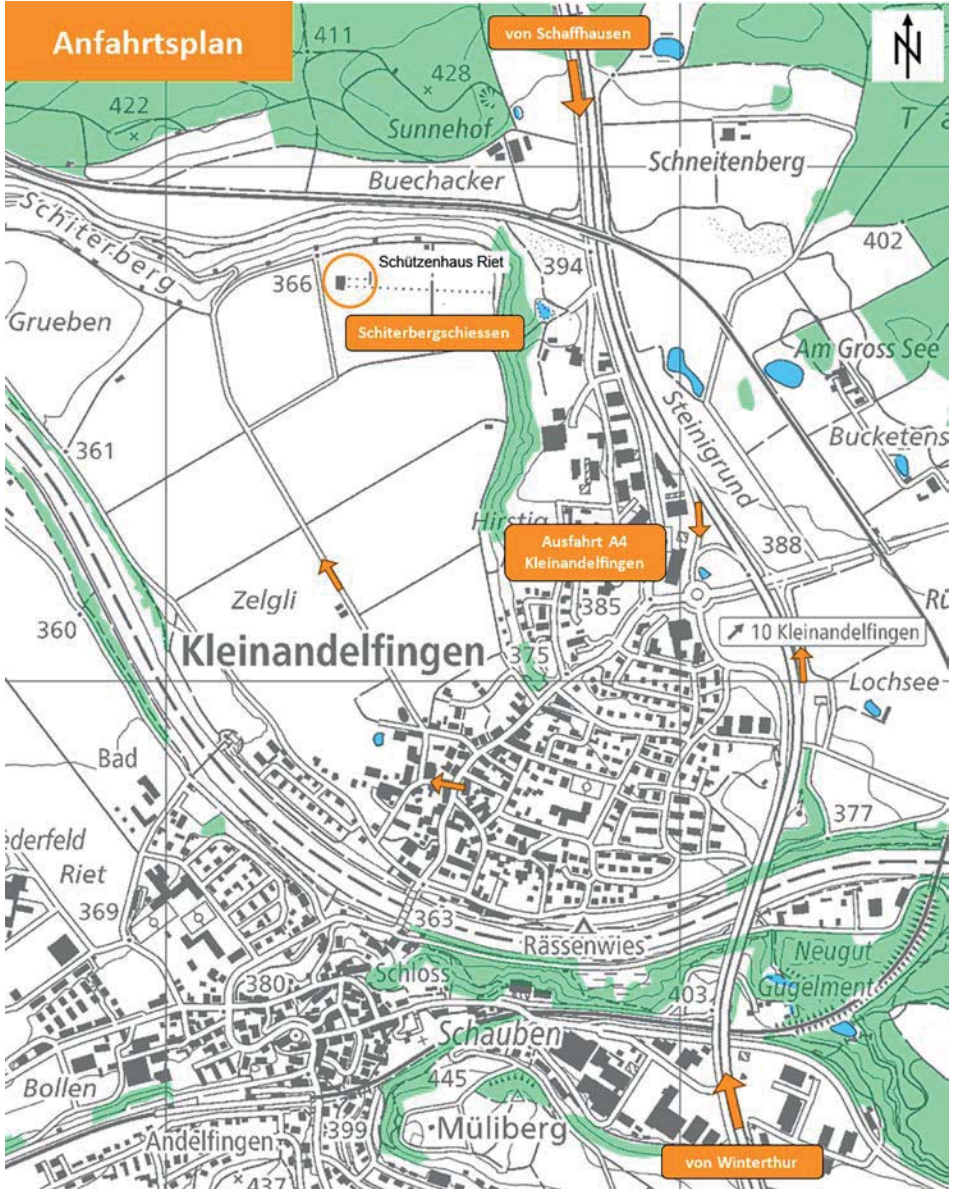 Anfahrtsplan
von Schaffhausen
N
411
428
422
Sunnehof
Buechacker
Schneitenberg
Schiterberg
402
394
366
Schützenhaus Riet
Schiterbergschiessen
Grueben
Am Gross See
Steinigrund
Bucketens
361
Hirstig
Ausfahrt A4
Kleinandelfingen
388
385
Zelgli
360
10 Kleinandelfingen
Kleinandelfingen
375
Lochsee
Bad
377
ederfeld
Riet
369
363
Rässenwies
Neugut
Schloss
380
403
Gugelment
Schauben
Bollen
445
Müliberg
Andelfingen
399
437
von Winterthur